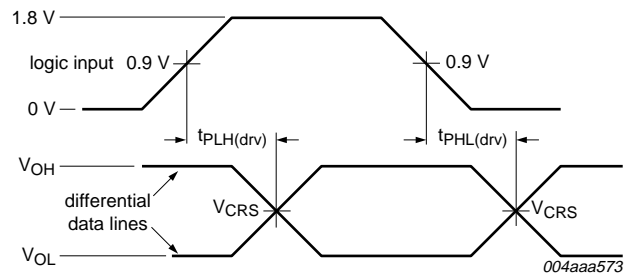 1.8 V
logic input 0.9 V
0.9 V
0 V
tPLH(drv)
tPHL(drv)
VOH
differential
data lines
VCRS
VCRS
VOL
004aaa573